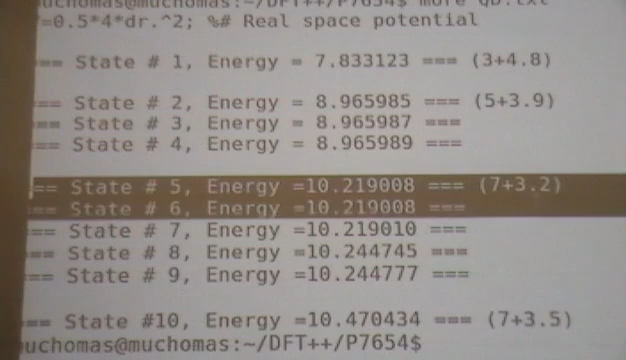 muchomas@muchomas:~/DFT++/P7654$ more QD.txt
V=0.5*4*dr.^2; %# Real space potential
=== State # 1, Energy = 7.833123 === (3+4.8)
=== State # 2, Energy = 8.965985 === (5+3.9)
=== State # 3, Energy = 8.965987 ===
=== State # 4, Energy = 8.965989 ===
=== State # 5, Energy =10.219008 === (7+3.2)
=== State # 6, Energy =10.219008 ===
=== State # 7, Energy =10.219010 ===
=== State # 8, Energy =10.244745 ===
=== State # 9, Energy =10.244777 ===
=== State #10, Energy =10.470434 === (7+3.5)
muchomas@muchomas:~/DFT++/P7654$